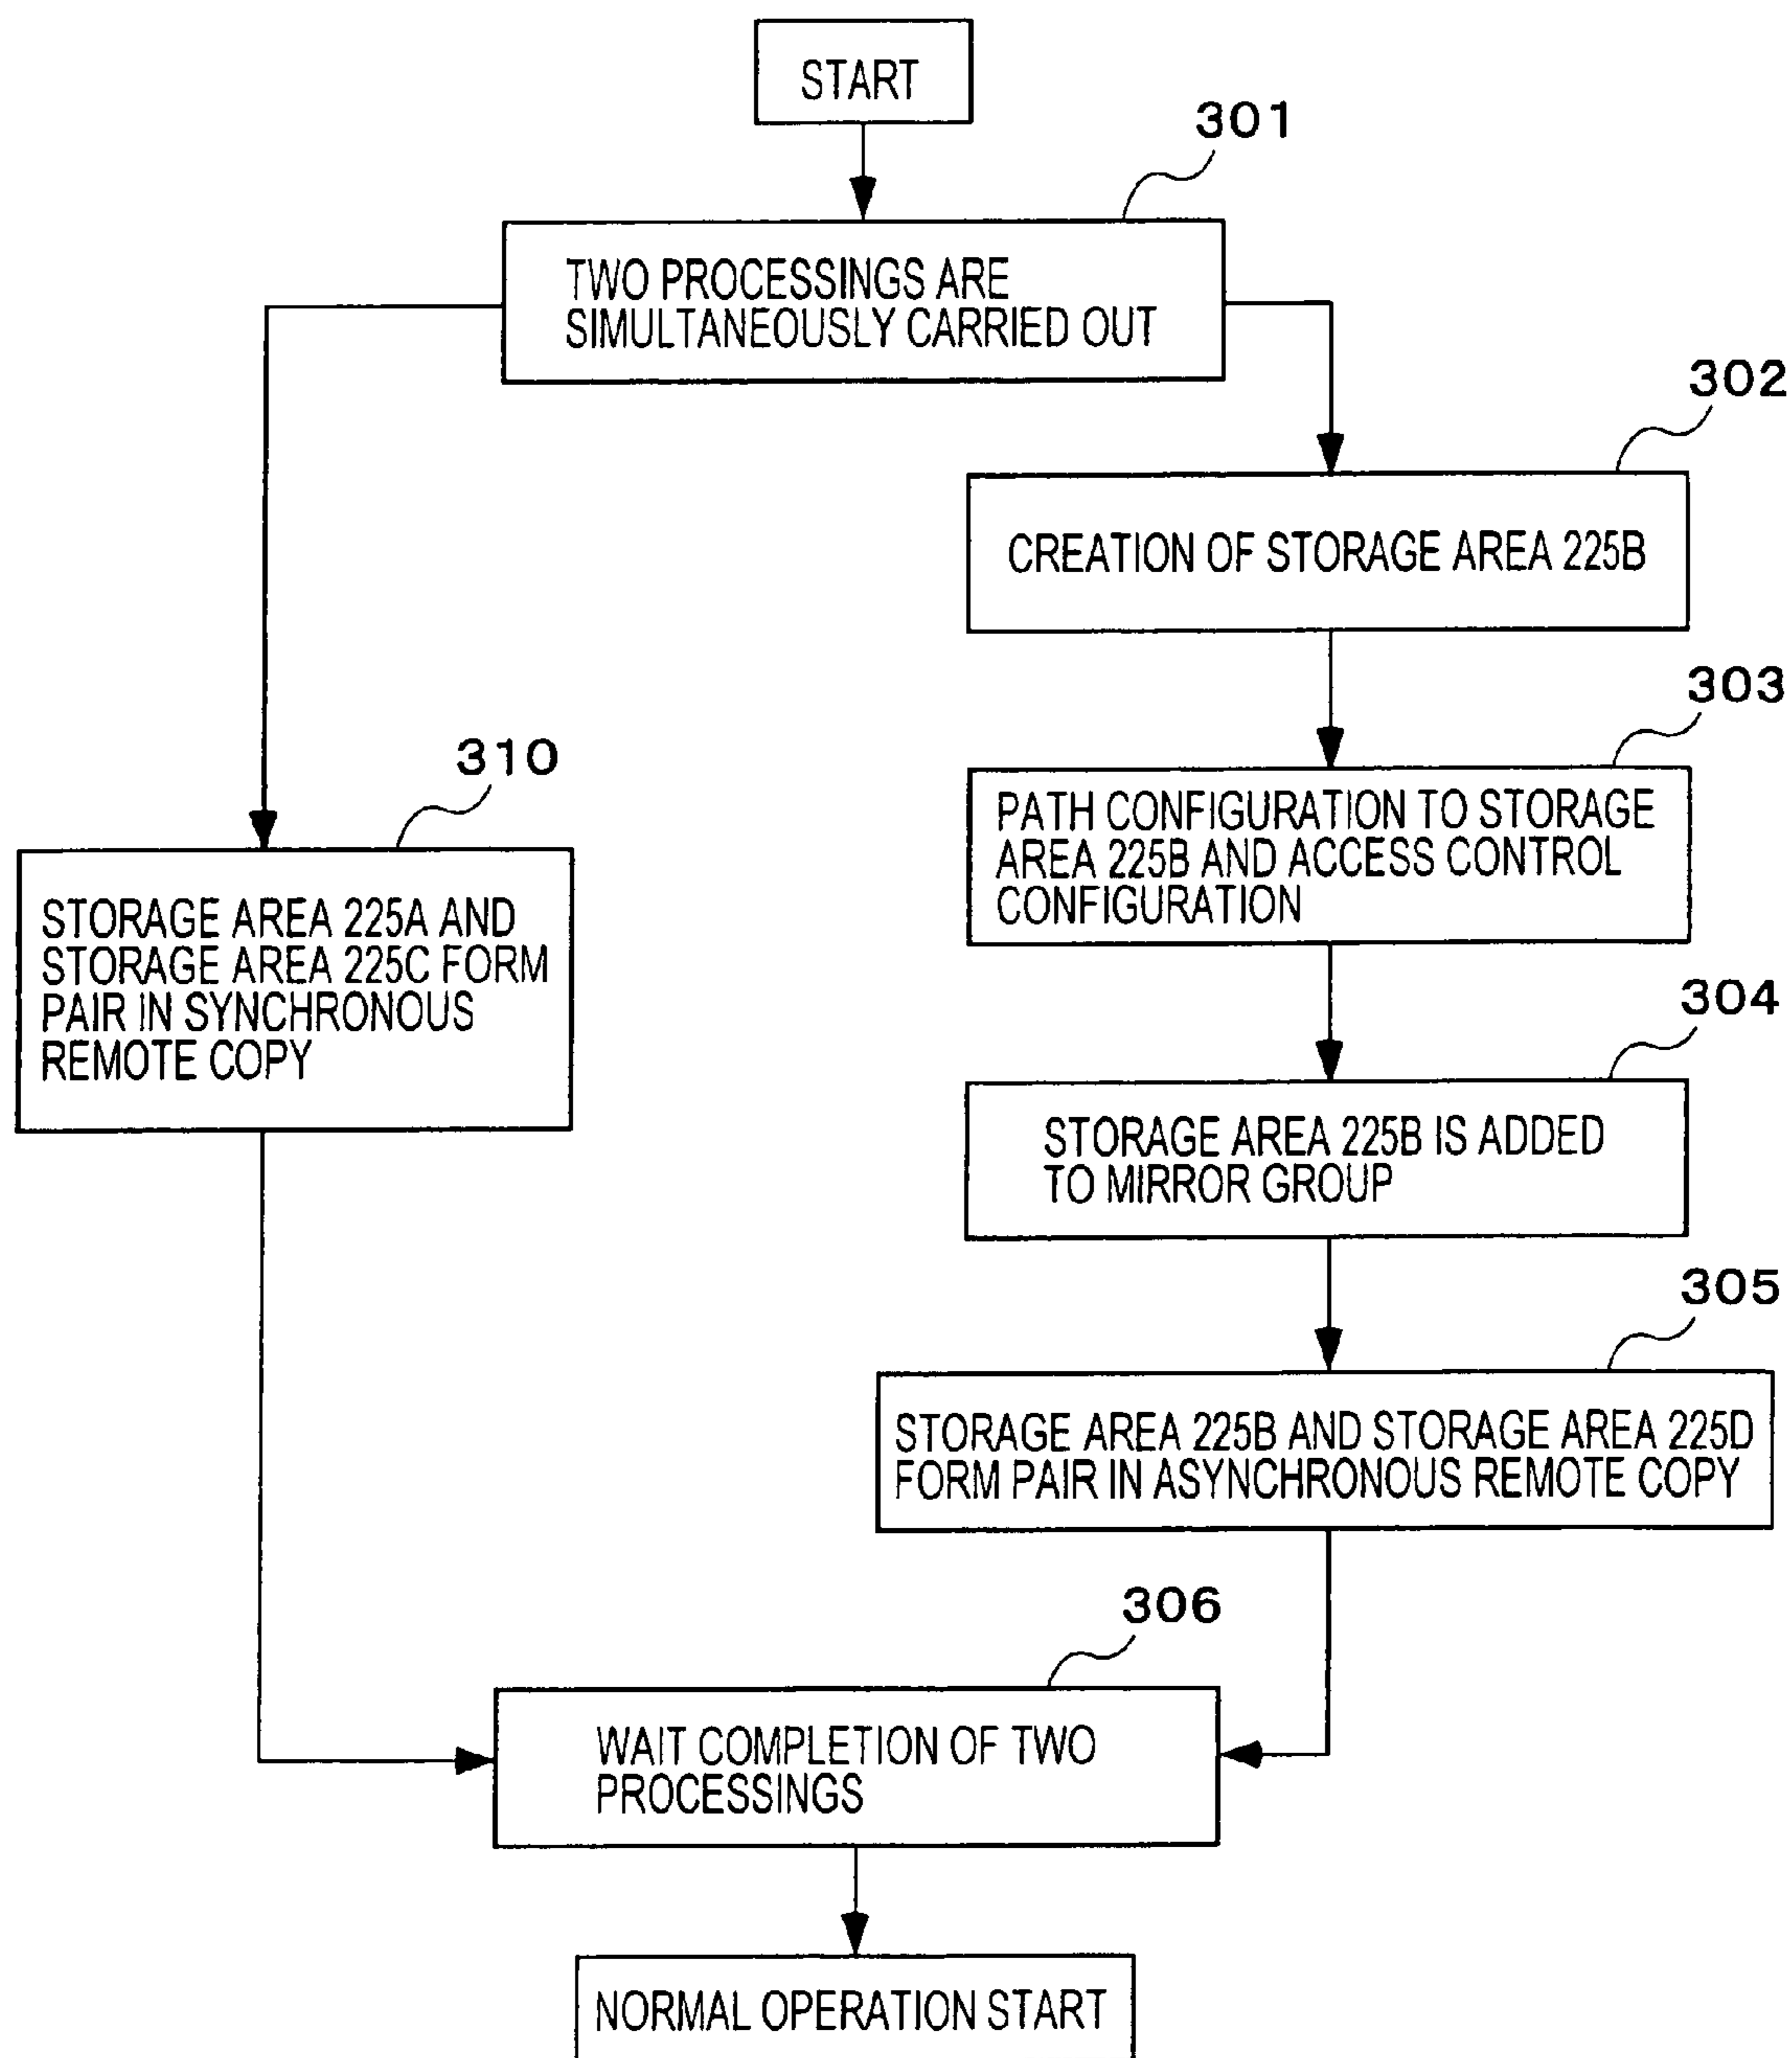 START
301
TWO PROCESSINGS ARE
SIMULTANEOUSLY CARRIED OUT
302
CREATION OF STORAGE AREA 225B
303
PATH CONFIGURATION TO STORAGE
AREA 225B AND ACCESS CONTROL
CONFIGURATION
310
STORAGE AREA 225A AND
STORAGE AREA 225C FORM
PAIR IN SYNCHRONOUS
REMOTE COPY
304
STORAGE AREA 225B IS ADDED
TO MIRROR GROUP
305
STORAGE AREA 225B AND STORAGE AREA 225D
FORM PAIR IN ASYNCHRONOUS REMOTE COPY
306
WAIT COMPLETION OF TWO
PROCESSINGS
NORMAL OPERATION START